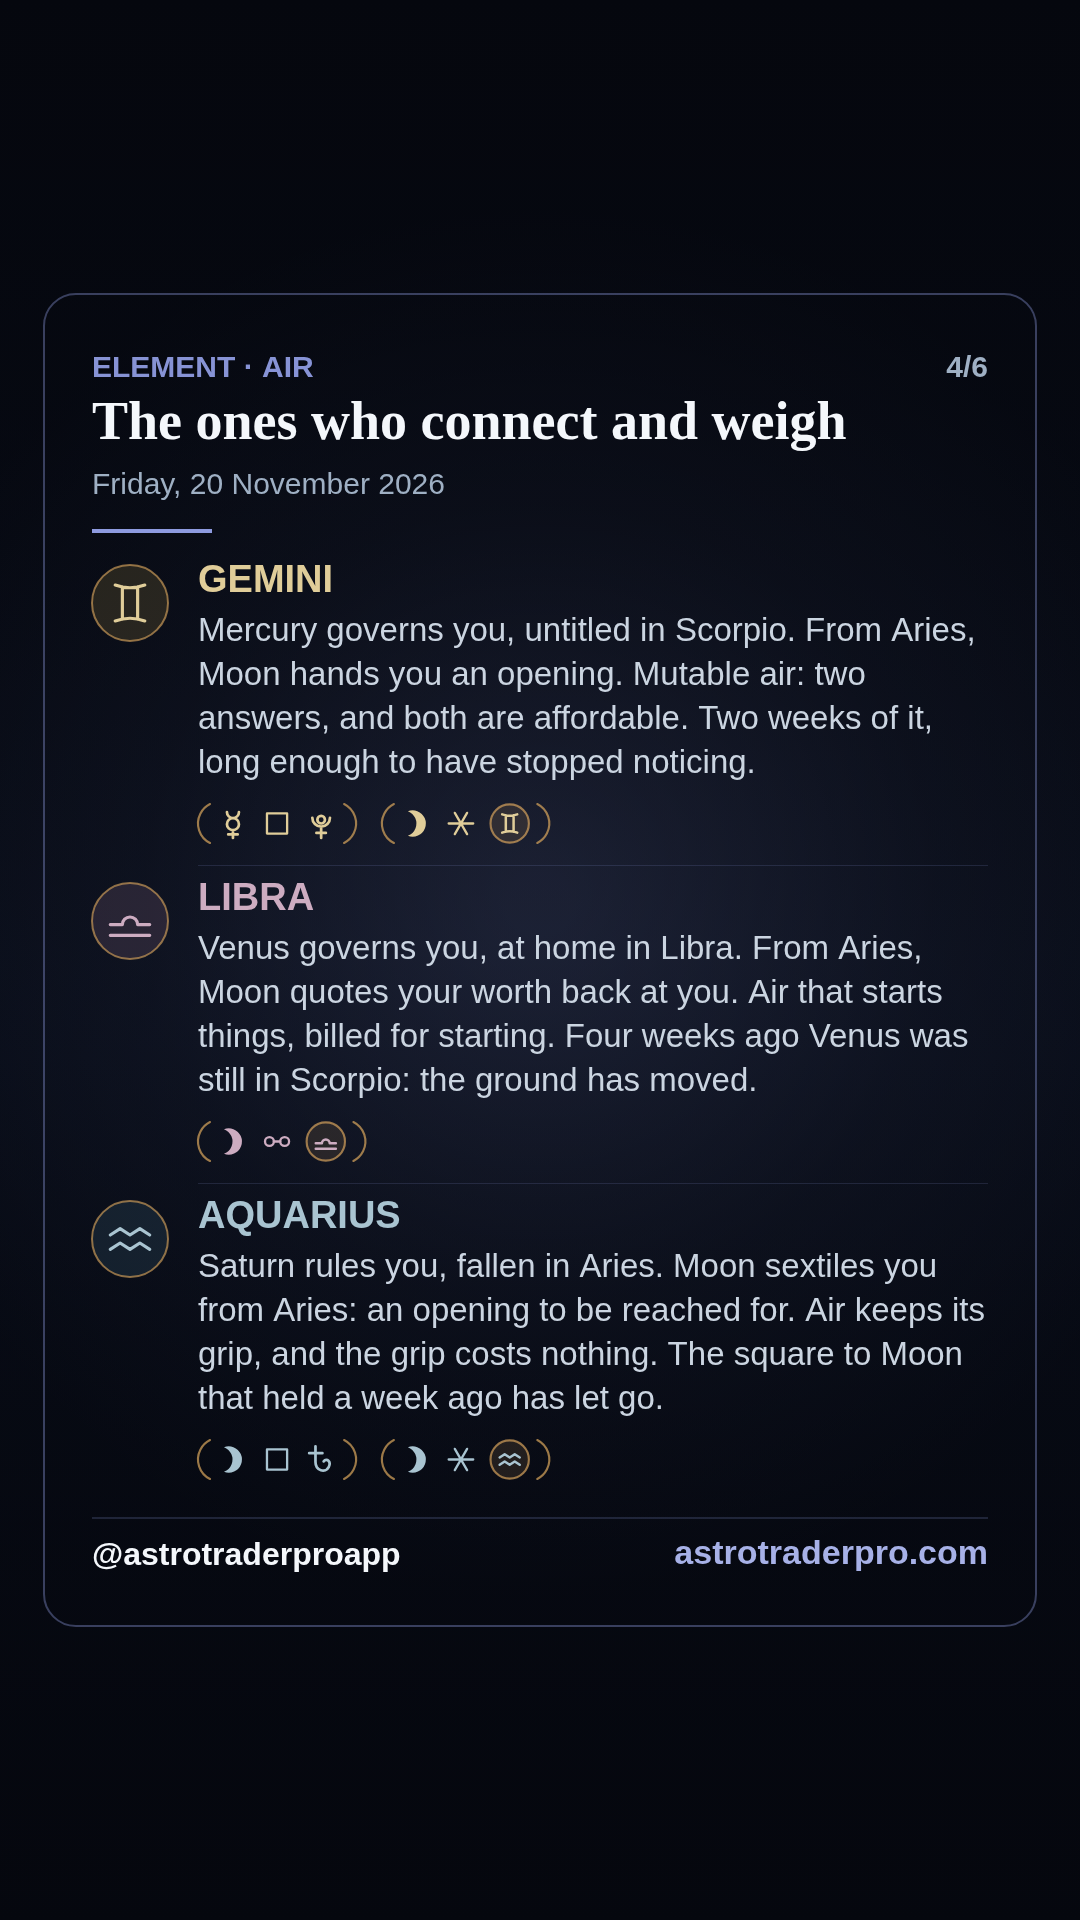 ELEMENT · AIR
4/6
The ones who connect and weigh
Friday, 20 November 2026
GEMINI
Mercury governs you, untitled in Scorpio. From Aries,
Moon hands you an opening. Mutable air: two
answers, and both are affordable. Two weeks of it,
long enough to have stopped noticing.
LIBRA
Venus governs you, at home in Libra. From Aries,
Moon quotes your worth back at you. Air that starts
things, billed for starting. Four weeks ago Venus was
still in Scorpio: the ground has moved.
AQUARIUS
Saturn rules you, fallen in Aries. Moon sextiles you
from Aries: an opening to be reached for. Air keeps its
grip, and the grip costs nothing. The square to Moon
that held a week ago has let go.
@astrotraderproapp
astrotraderpro.com